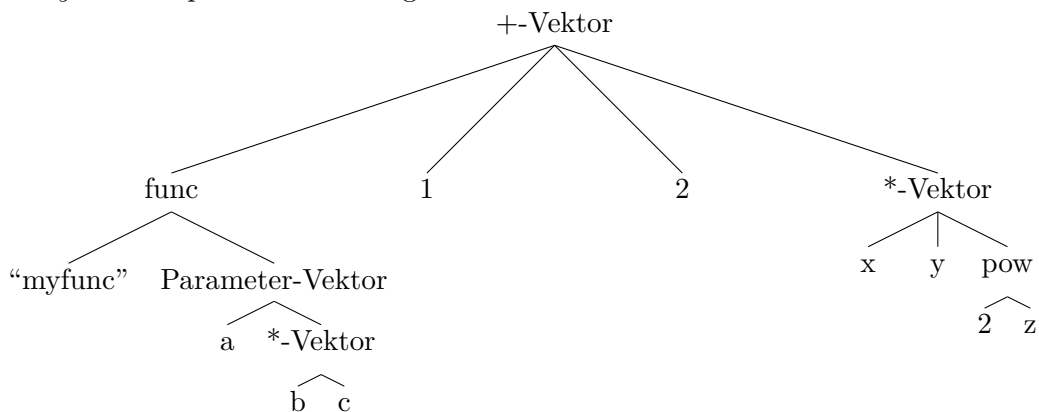 +-Vektor
func 1 2 *-Vektor
“myfunc” Parameter-Vektor x y pow
a *-Vektor 2 z
b c